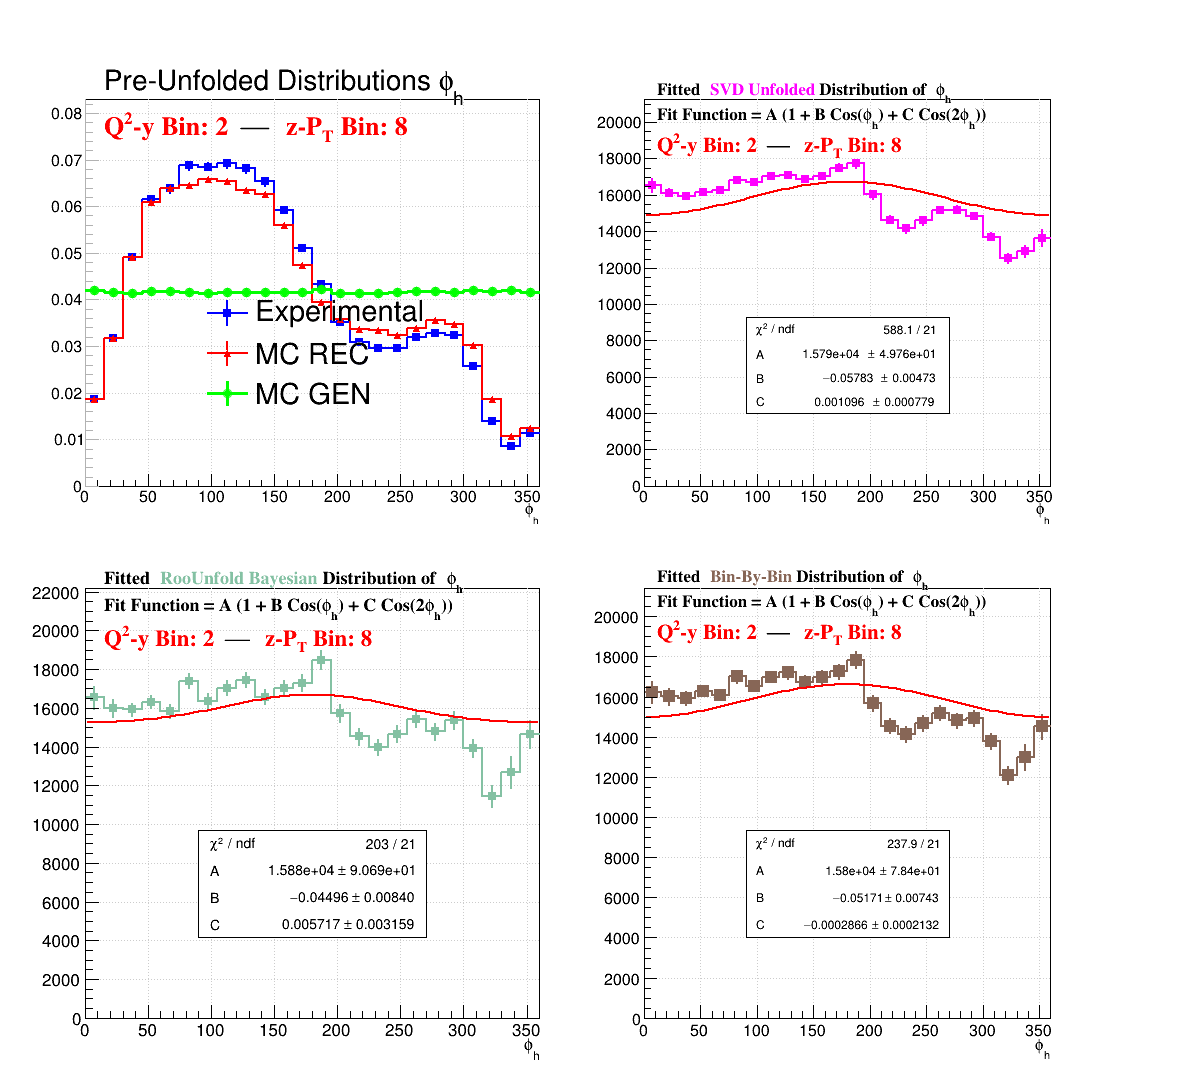 Pre-Unfolded Distributions ϕh
Q²-y Bin: 2 — z-PT Bin: 8
0.08
0.07
0.06
0.05
0.04
0.03
0.02
0.01
0
Experimental
MC REC
MC GEN
0 50 100 150 200 250 300 350
ϕh
Fitted SVD Unfolded Distribution of ϕh
Fit Function = A (1 + B Cos(ϕh) + C Cos(2ϕh))
Q²-y Bin: 2 — z-PT Bin: 8
20000
18000
16000
14000
12000
10000
8000
6000
4000
2000
0
χ² / ndf 588.1 / 21
A 1.579e+04 ± 4.976e+01
B −0.05783 ± 0.00473
C 0.001096 ± 0.000779
0 50 100 150 200 250 300 350
ϕh
Fitted RooUnfold Bayesian Distribution of ϕh
Fit Function = A (1 + B Cos(ϕh) + C Cos(2ϕh))
Q²-y Bin: 2 — z-PT Bin: 8
22000
20000
18000
16000
14000
12000
10000
8000
6000
4000
2000
0
χ² / ndf 203 / 21
A 1.588e+04 ± 9.069e+01
B −0.04496 ± 0.00840
C 0.005717 ± 0.003159
0 50 100 150 200 250 300 350
ϕh
Fitted Bin-By-Bin Distribution of ϕh
Fit Function = A (1 + B Cos(ϕh) + C Cos(2ϕh))
Q²-y Bin: 2 — z-PT Bin: 8
20000
18000
16000
14000
12000
10000
8000
6000
4000
2000
0
χ² / ndf 237.9 / 21
A 1.58e+04 ± 7.84e+01
B −0.05171 ± 0.00743
C −0.0002866 ± 0.0002132
0 50 100 150 200 250 300 350
ϕh